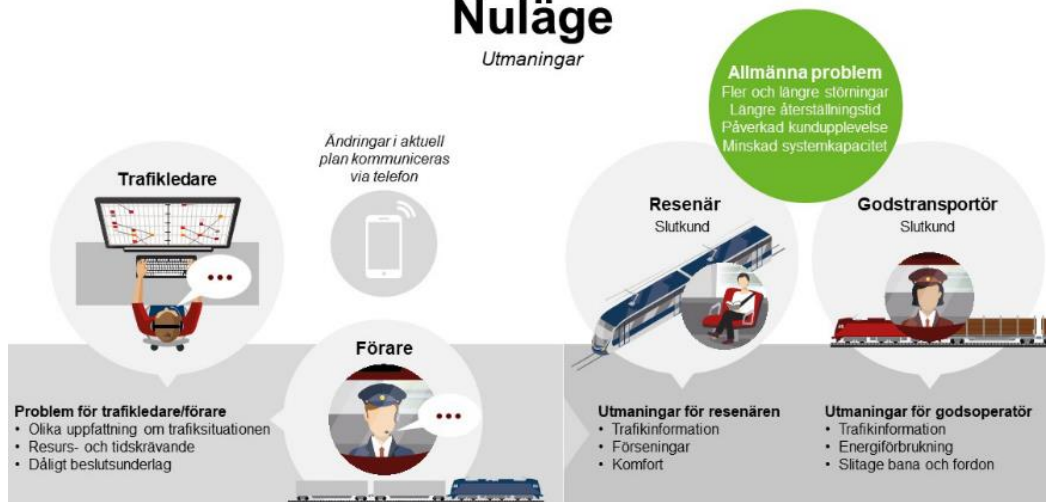 Nuläge
Utmaningar
Allmänna problem
Fler och längre störningar
Längre återställningstid
Påverkad kundupplevelse
Minskad systemkapacitet
Ändringar i aktuell
plan kommuniceras
via telefon
Trafikledare
Resenär
Slutkund
Godstransportör
Slutkund
Förare
Problem för trafikledare/förare
• Olika uppfattning om trafiksituationen
• Resurs- och tidskrävande
• Dåligt beslutsunderlag
Utmaningar för resenären
• Trafikinformation
• Förseningar
• Komfort
Utmaningar för godsoperatör
• Trafikinformation
• Energiförbrukning
• Slitage bana och fordon